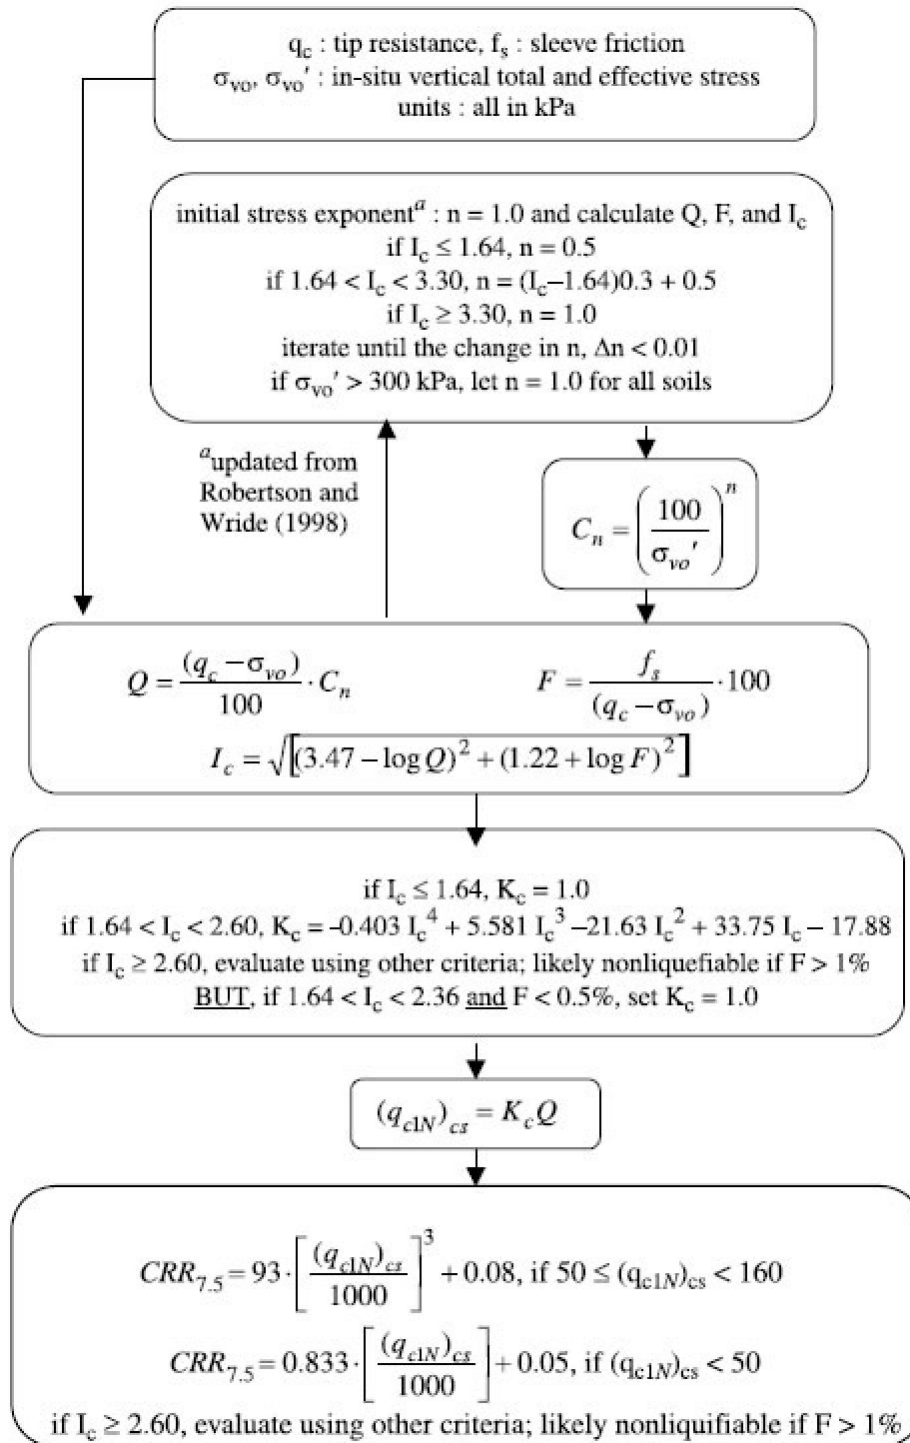 q_c : tip resistance, f_s : sleeve friction
σ_vo, σ_vo′ : in-situ vertical total and effective stress
units : all in kPa
initial stress exponent^a : n = 1.0 and calculate Q, F, and I_c
if I_c ≤ 1.64, n = 0.5
if 1.64 < I_c < 3.30, n = (I_c–1.64)0.3 + 0.5
if I_c ≥ 3.30, n = 1.0
iterate until the change in n, Δn < 0.01
if σ_vo′ > 300 kPa, let n = 1.0 for all soils
^a updated from
Robertson and
Wride (1998)
C_n = (100 / σ_vo′)^n
Q = (q_c – σ_vo) / 100 · C_n
F = f_s / (q_c – σ_vo) · 100
I_c = √[(3.47 – log Q)^2 + (1.22 + log F)^2]
if I_c ≤ 1.64, K_c = 1.0
if 1.64 < I_c < 2.60, K_c = -0.403 I_c^4 + 5.581 I_c^3 –21.63 I_c^2 + 33.75 I_c – 17.88
if I_c ≥ 2.60, evaluate using other criteria; likely nonliquefiable if F > 1%
BUT, if 1.64 < I_c < 2.36 and F < 0.5%, set K_c = 1.0
(q_c1N)_cs = K_c Q
CRR_7.5 = 93 · [(q_c1N)_cs / 1000]^3 + 0.08, if 50 ≤ (q_c1N)_cs < 160
CRR_7.5 = 0.833 · [(q_c1N)_cs / 1000] + 0.05, if (q_c1N)_cs < 50
if I_c ≥ 2.60, evaluate using other criteria; likely nonliquifiable if F > 1%